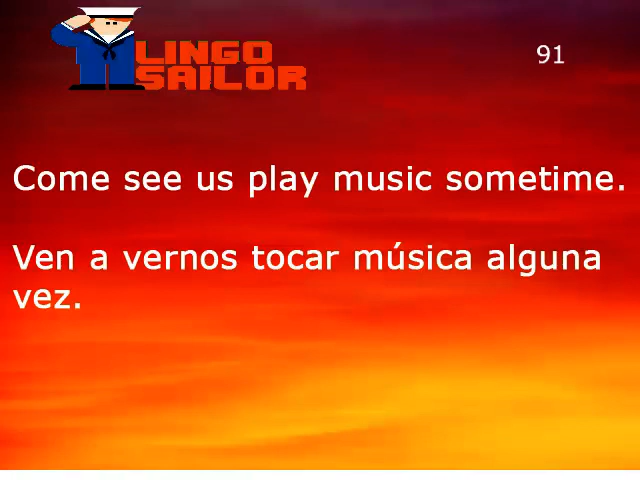 LINGO
SAILOR
91
Come see us play music sometime.
Ven a vernos tocar música alguna
vez.